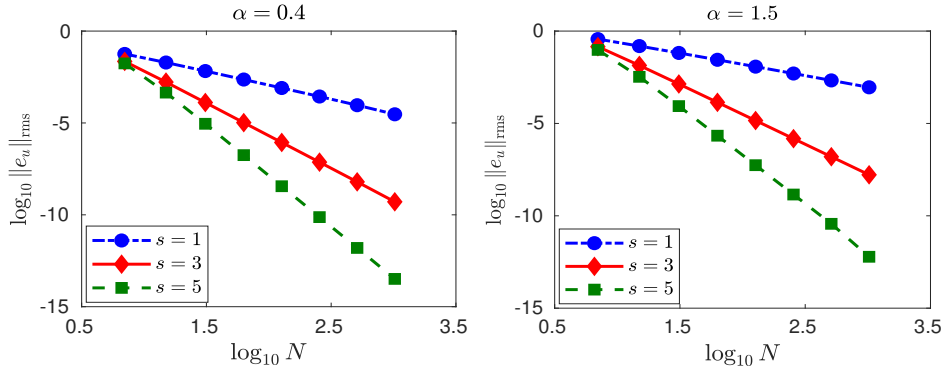 α = 0.4
log₁₀ ||eᵤ||rms
-0
-5
-10
-15
s = 1
s = 3
s = 5
0.5 1.5 2.5 3.5
log₁₀ N
α = 1.5
log₁₀ ||eᵤ||rms
-0
-5
-10
-15
s = 1
s = 3
s = 5
0.5 1.5 2.5 3.5
log₁₀ N